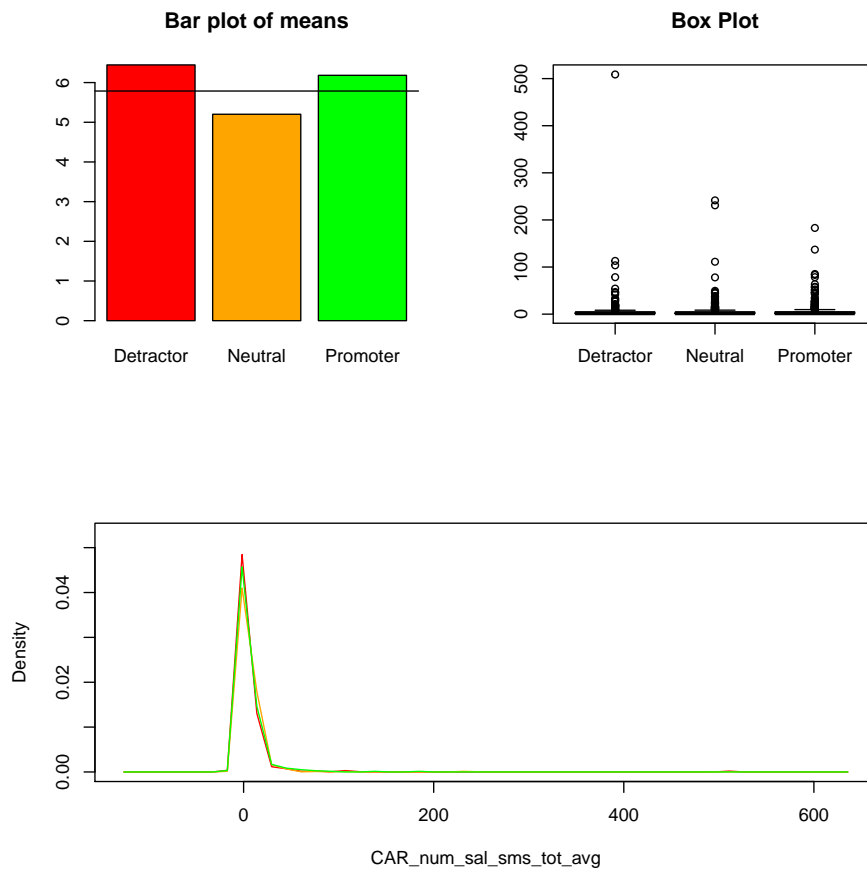 Bar plot of means
6
5
4
3
2
1
0
Detractor Neutral Promoter
Box Plot
500
400
300
200
100
0
Detractor Neutral Promoter
Density
0.04
0.02
0.00
0 200 400 600
CAR_num_sal_sms_tot_avg